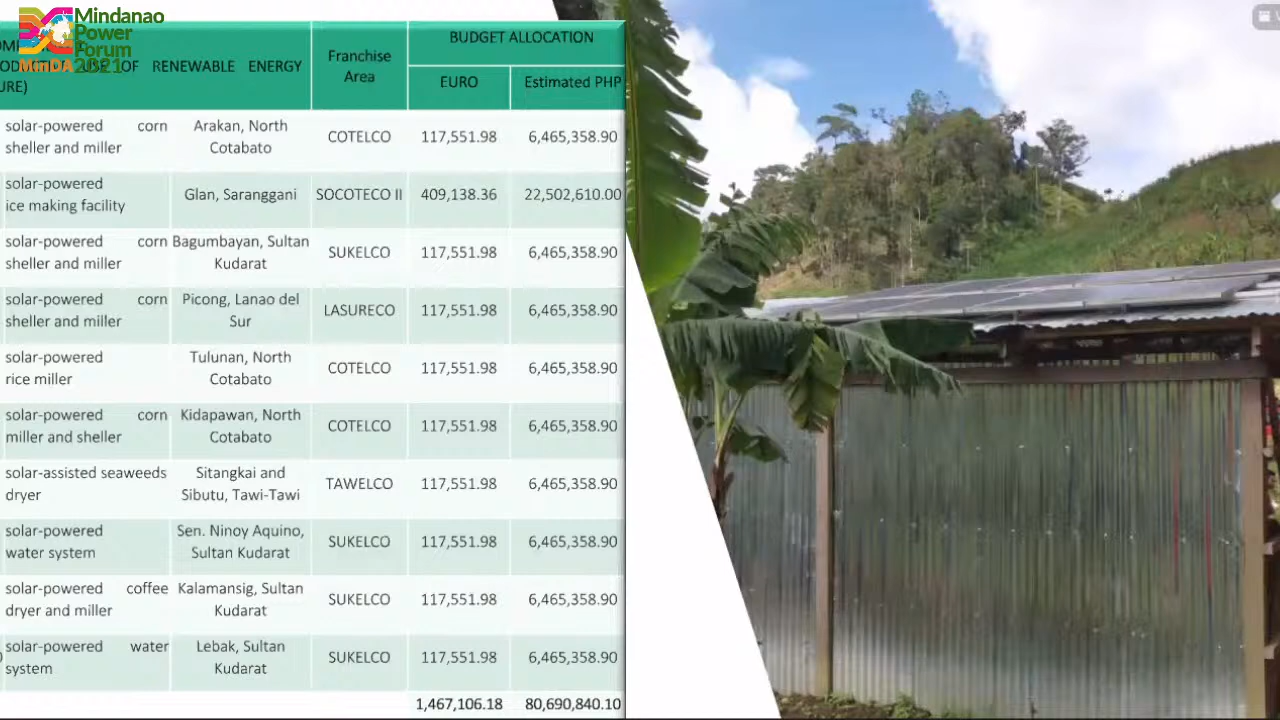 Mindanao
Power
Forum
2021
MinDA
OF RENEWABLE ENERGY
URE)
Franchise
Area
BUDGET ALLOCATION
EURO
Estimated PHP
solar-powered corn
sheller and miller
Arakan, North
Cotabato
COTELCO
117,551.98
6,465,358.90
solar-powered
ice making facility
Glan, Saranggani
SOCOTECO II
409,138.36
22,502,610.00
solar-powered corn
sheller and miller
Bagumbayan, Sultan
Kudarat
SUKELCO
117,551.98
6,465,358.90
solar-powered corn
sheller and miller
Picong, Lanao del
Sur
LASURECO
117,551.98
6,465,358.90
solar-powered
rice miller
Tulunan, North
Cotabato
COTELCO
117,551.98
6,465,358.90
solar-powered corn
miller and sheller
Kidapawan, North
Cotabato
COTELCO
117,551.98
6,465,358.90
solar-assisted seaweeds
dryer
Sitangkai and
Sibutu, Tawi-Tawi
TAWELCO
117,551.98
6,465,358.90
solar-powered
water system
Sen. Ninoy Aquino,
Sultan Kudarat
SUKELCO
117,551.98
6,465,358.90
solar-powered coffee
dryer and miller
Kalamansig, Sultan
Kudarat
SUKELCO
117,551.98
6,465,358.90
solar-powered water
system
Lebak, Sultan
Kudarat
SUKELCO
117,551.98
6,465,358.90
1,467,106.18
80,690,840.10